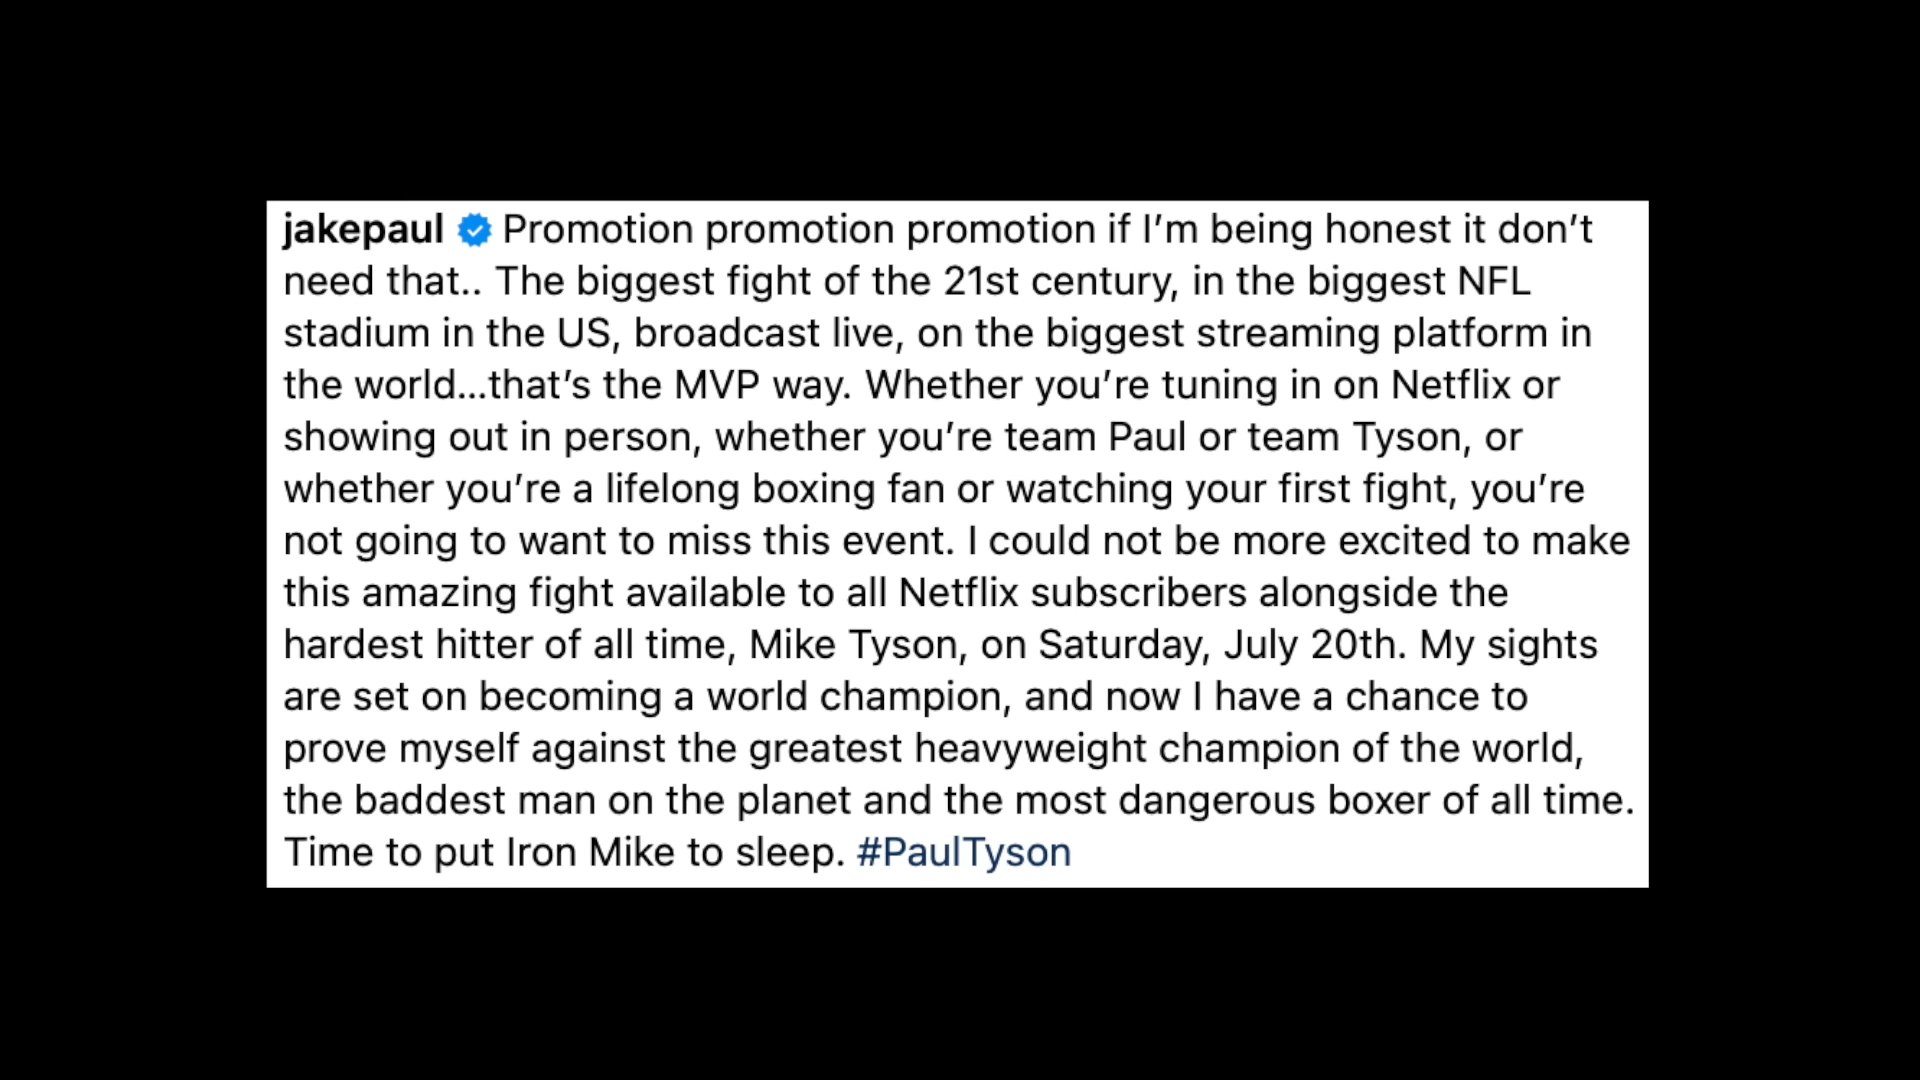 jakepaul Promotion promotion promotion if I’m being honest it don’t
need that.. The biggest fight of the 21st century, in the biggest NFL
stadium in the US, broadcast live, on the biggest streaming platform in
the world...that’s the MVP way. Whether you’re tuning in on Netflix or
showing out in person, whether you’re team Paul or team Tyson, or
whether you’re a lifelong boxing fan or watching your first fight, you’re
not going to want to miss this event. I could not be more excited to make
this amazing fight available to all Netflix subscribers alongside the
hardest hitter of all time, Mike Tyson, on Saturday, July 20th. My sights
are set on becoming a world champion, and now I have a chance to
prove myself against the greatest heavyweight champion of the world,
the baddest man on the planet and the most dangerous boxer of all time.
Time to put Iron Mike to sleep. #PaulTyson